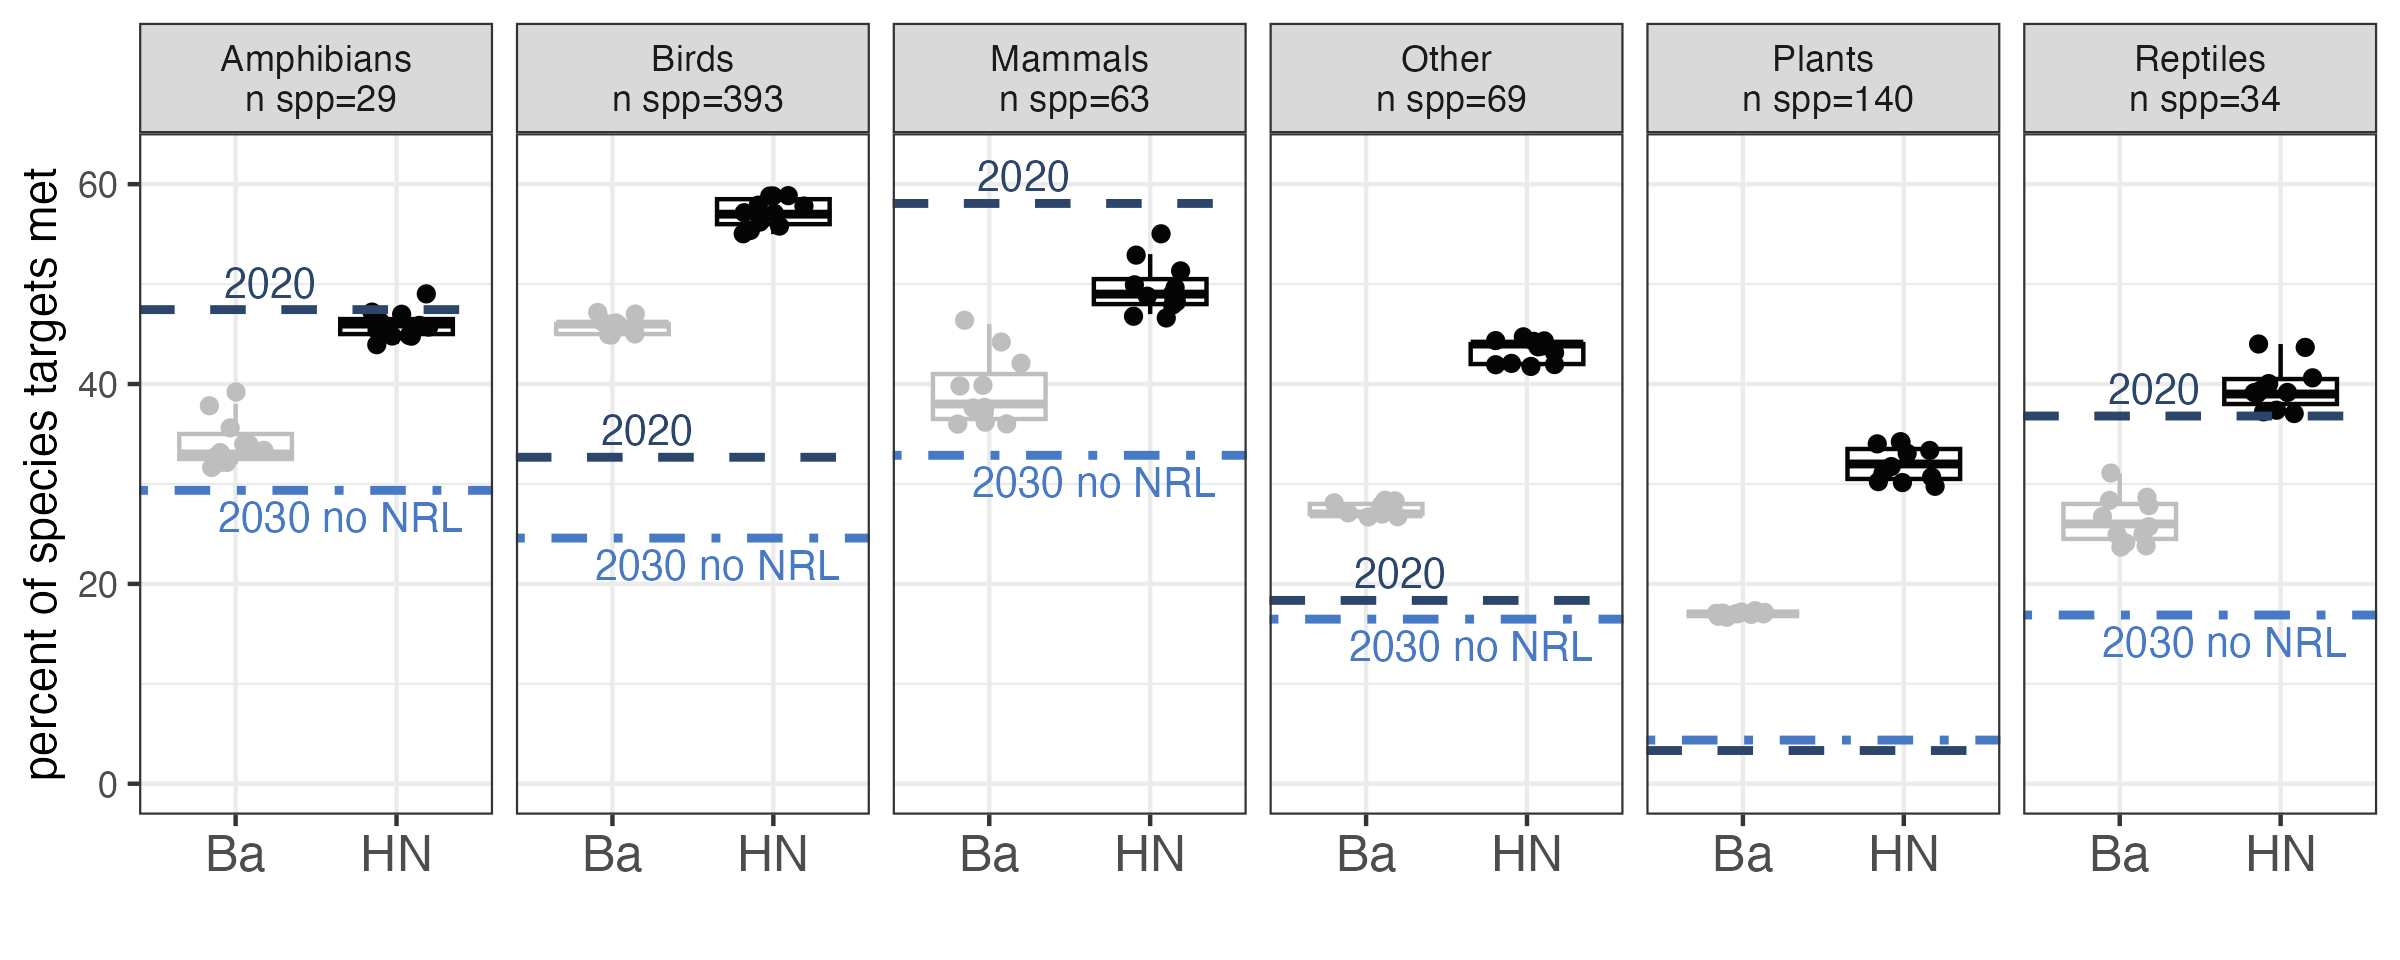 Amphibians
n spp=29
Birds
n spp=393
Mammals
n spp=63
Other
n spp=69
Plants
n spp=140
Reptiles
n spp=34
percent of species targets met
60
40
20
0
2020
2030 no NRL
2020
2030 no NRL
2020
2030 no NRL
2020
2030 no NRL
2020
2030 no NRL
Ba HN
Ba HN
Ba HN
Ba HN
Ba HN
Ba HN